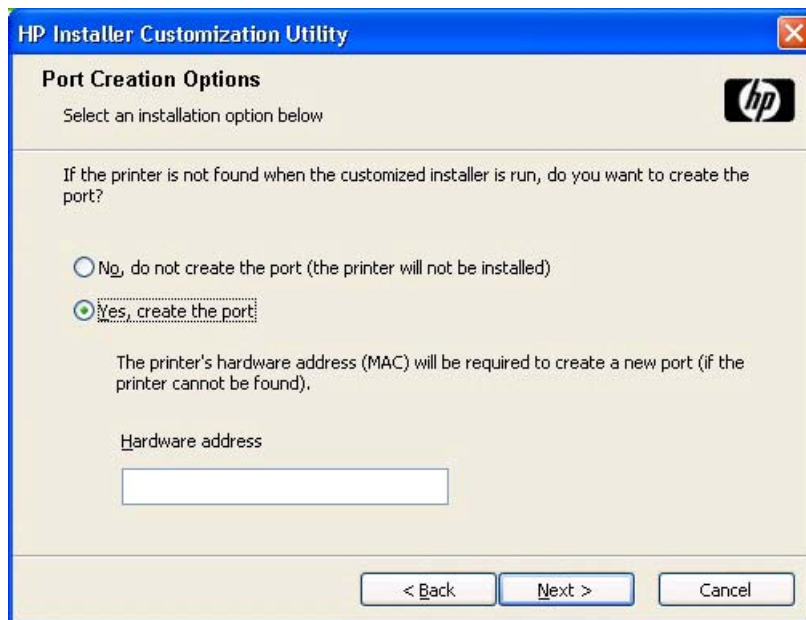 HP Installer Customization Utility
Port Creation Options
hp
Select an installation option below
If the printer is not found when the customized installer is run, do you want to create the
port?
No, do not create the port (the printer will not be installed)
Yes, create the port
The printer's hardware address (MAC) will be required to create a new port (if the
printer cannot be found).
Hardware address
< Back Next > Cancel